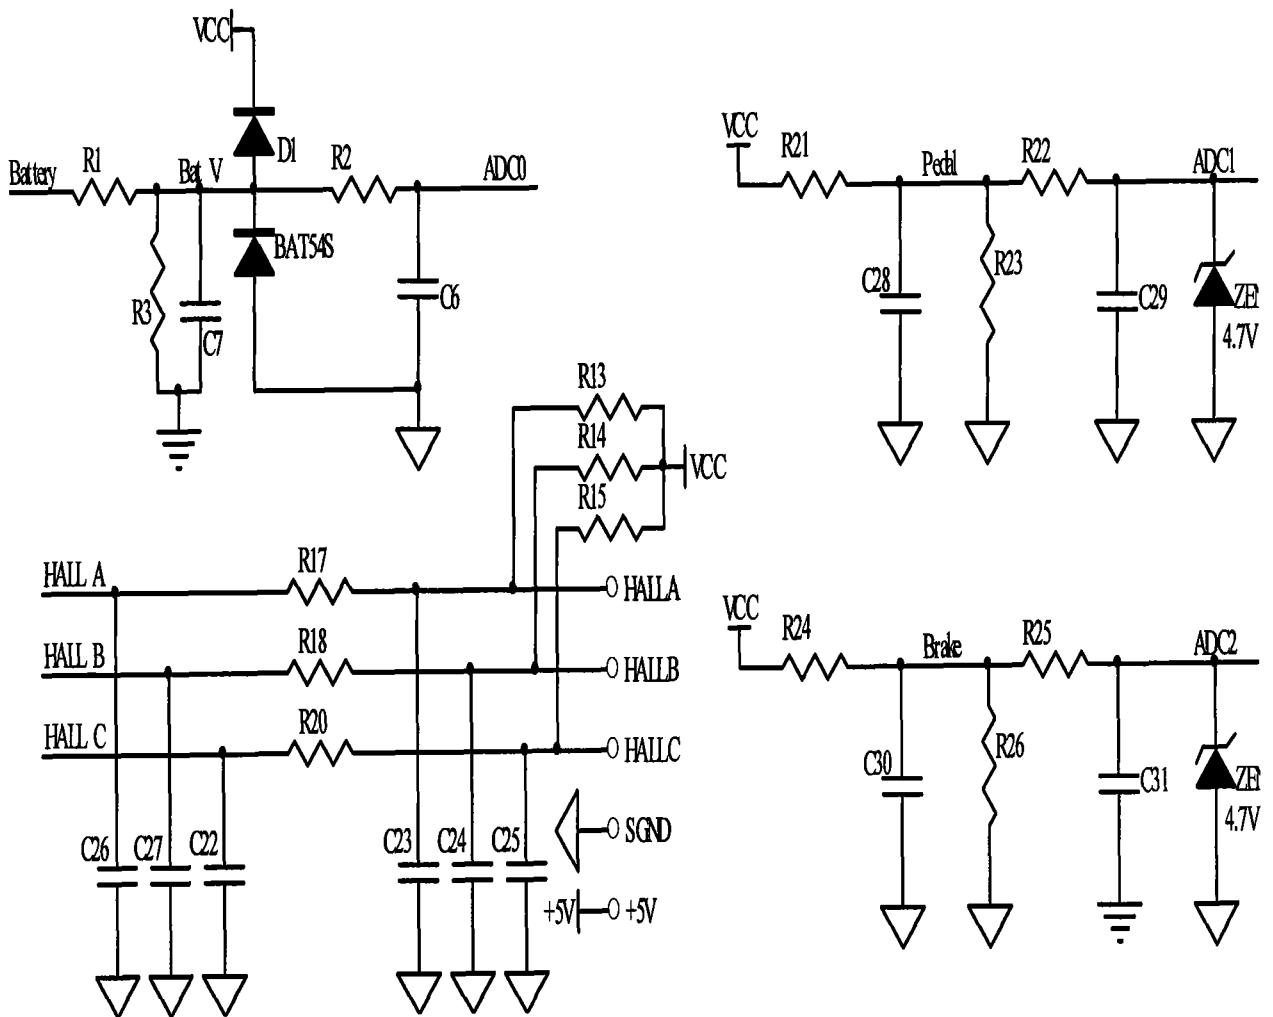 VCC
D1
Battery
R1
Bat V
R2
ADC0
BAT54S
R3
C7
C6
VCC
R21
Pedal
R22
ADC1
C28
R23
C29
ZEN
4.7V
R13
R14
VCC
R15
HALL A
R17
HALLA
HALL B
R18
HALLB
HALL C
R20
HALLC
C26
C27
C22
C23
C24
C25
SGND
+5V
+5V
VCC
R24
Brake
R25
ADC2
C30
R26
C31
ZEN
4.7V